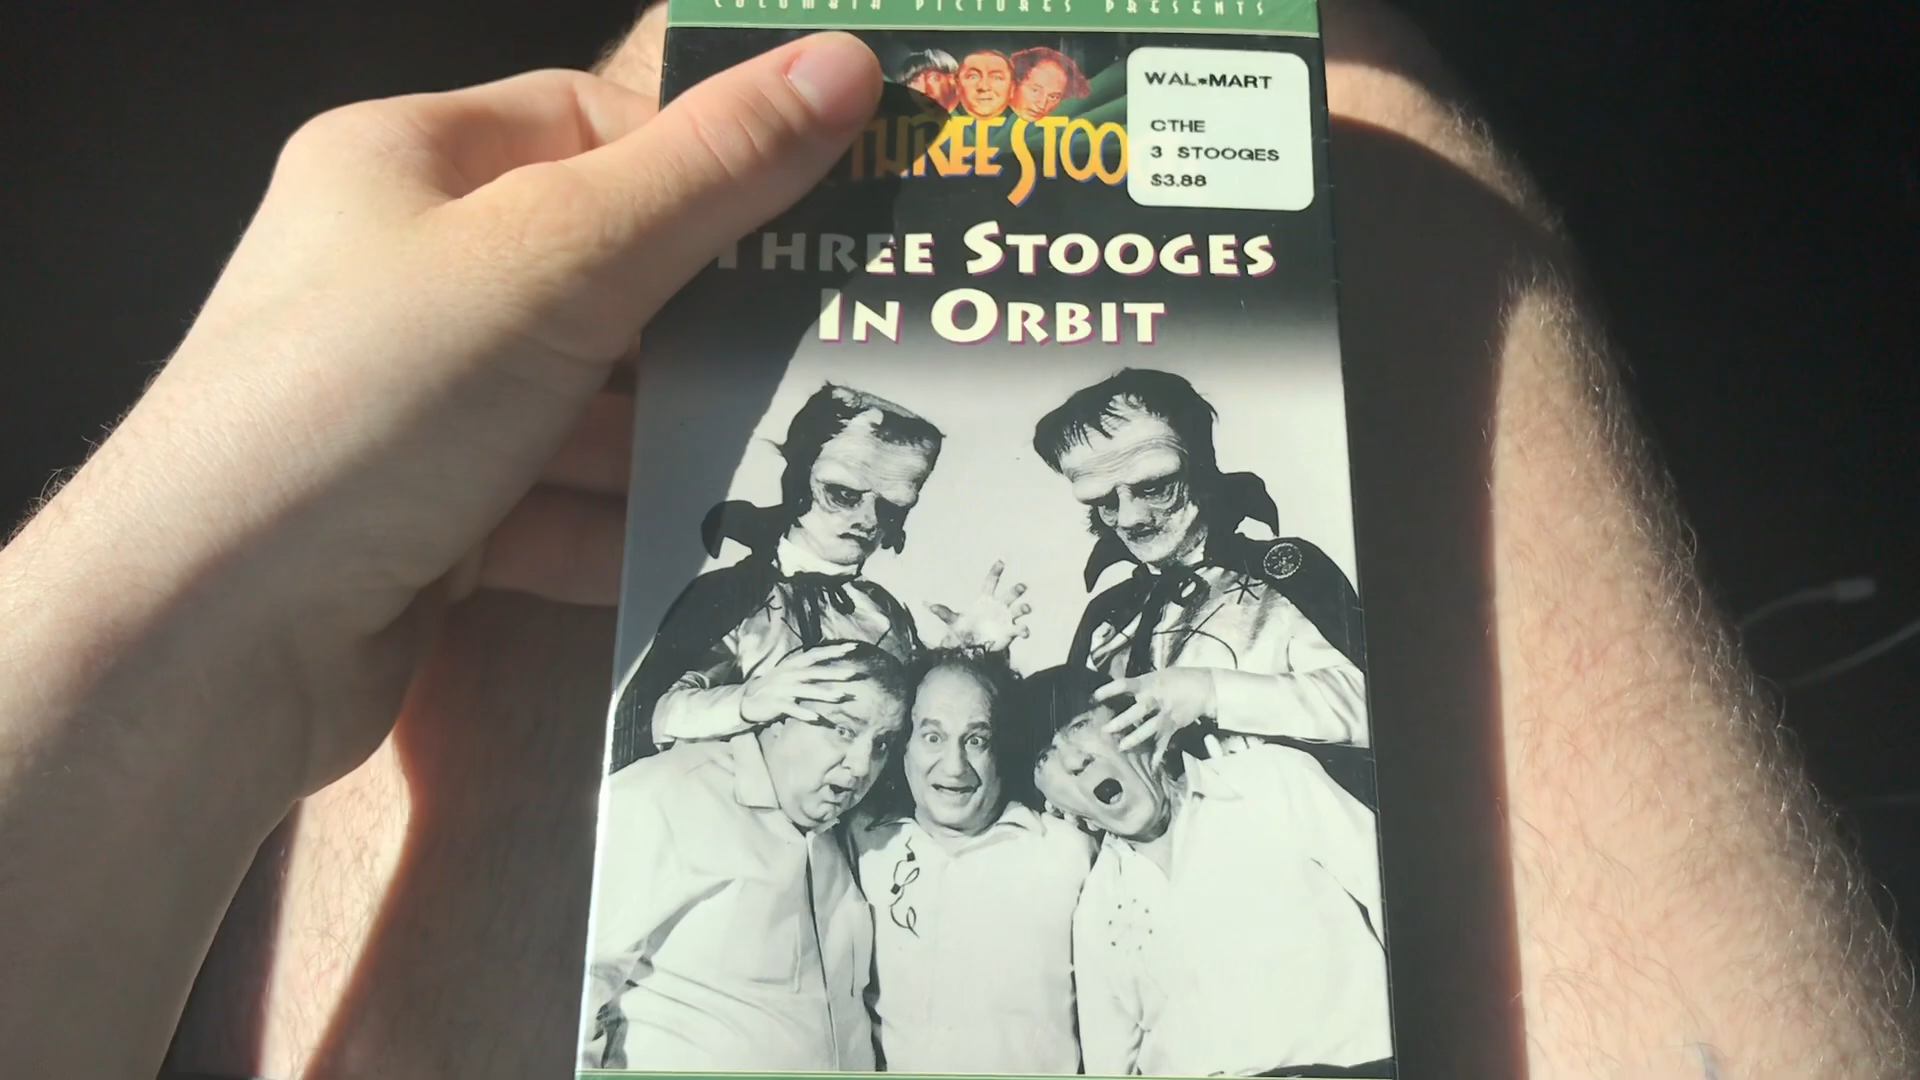 COLUMBIA PICTURES PRESENTS
THREE STOO
WAL*MART
CTHE
3 STOOGES
$3.88
THREE STOOGES
IN ORBIT